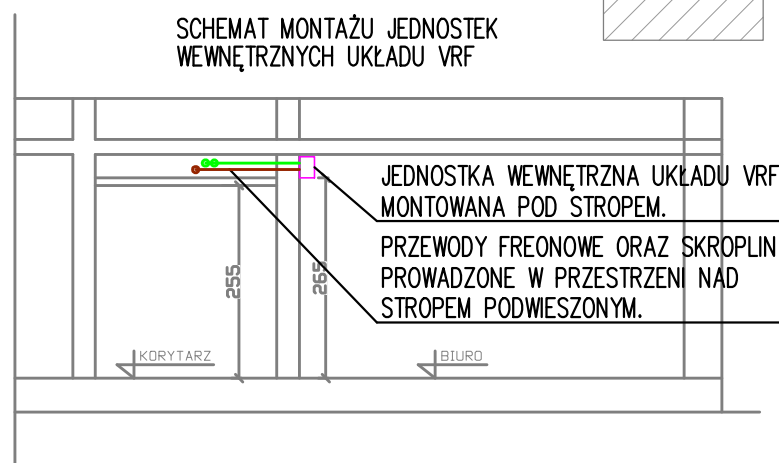 SCHEMAT MONTAŻU JEDNOSTEK
WEWNĘTRZNYCH UKŁADU VRF
JEDNOSTKA WEWNĘTRZNA UKŁADU VRF
MONTOWANA POD STROPEM.
PRZEWODY FREONOWE ORAZ SKROPLIN
PROWADZONE W PRZESTRZENI NAD
STROPEM PODWIESZONYM.
255
265
KORYTARZ
BIURO